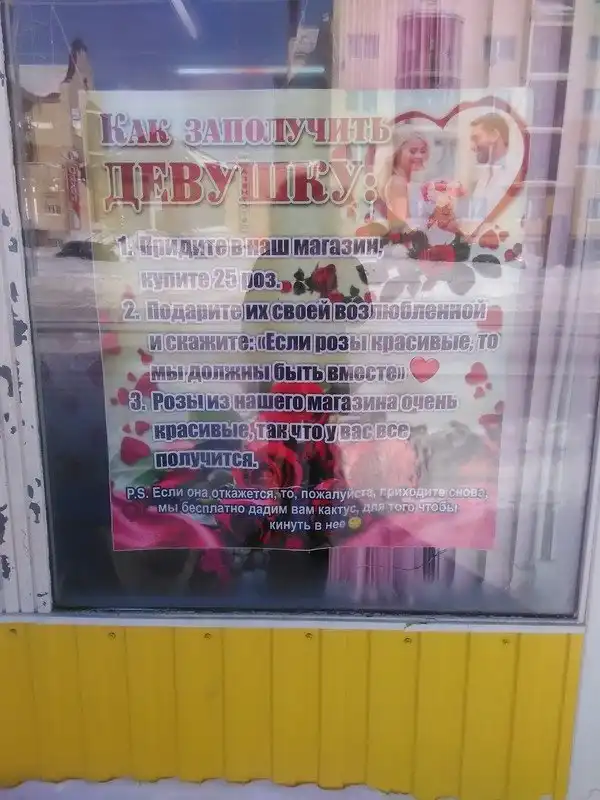 Как заполучить
девушку:
1. Придите в наш магазин,
купите 25 роз.
2. Подарите их своей возлюбленной
и скажите: «Если розы красивые, то
мы должны быть вместе»
3. Розы из нашего магазина очень
красивые, так что у вас все
получится.
P.S. Если она откажется, то, пожалуйста, приходите снова,
мы бесплатно дадим вам кактус, для того чтобы
кинуть в нее